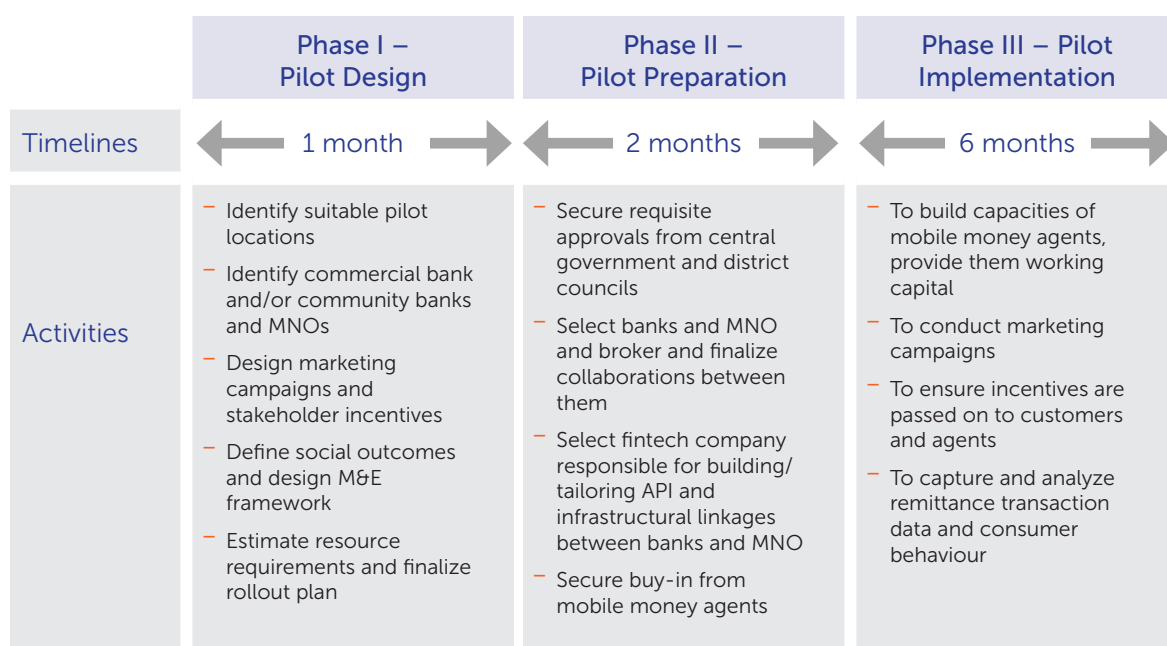 Phase I –
Pilot Design
Phase II –
Pilot Preparation
Phase III – Pilot
Implementation
Timelines
1 month
2 months
6 months
Activities
– Identify suitable pilot
locations
– Identify commercial bank
and/or community banks
and MNOs
– Design marketing
campaigns and
stakeholder incentives
– Define social outcomes
and design M&E
framework
– Estimate resource
requirements and finalize
rollout plan
– Secure requisite
approvals from central
government and district
councils
– Select banks and MNO
and broker and finalize
collaborations between
them
– Select fintech company
responsible for building/
tailoring API and
infrastructural linkages
between banks and MNO
– Secure buy-in from
mobile money agents
– To build capacities of
mobile money agents,
provide them working
capital
– To conduct marketing
campaigns
– To ensure incentives are
passed on to customers
and agents
– To capture and analyze
remittance transaction
data and consumer
behaviour